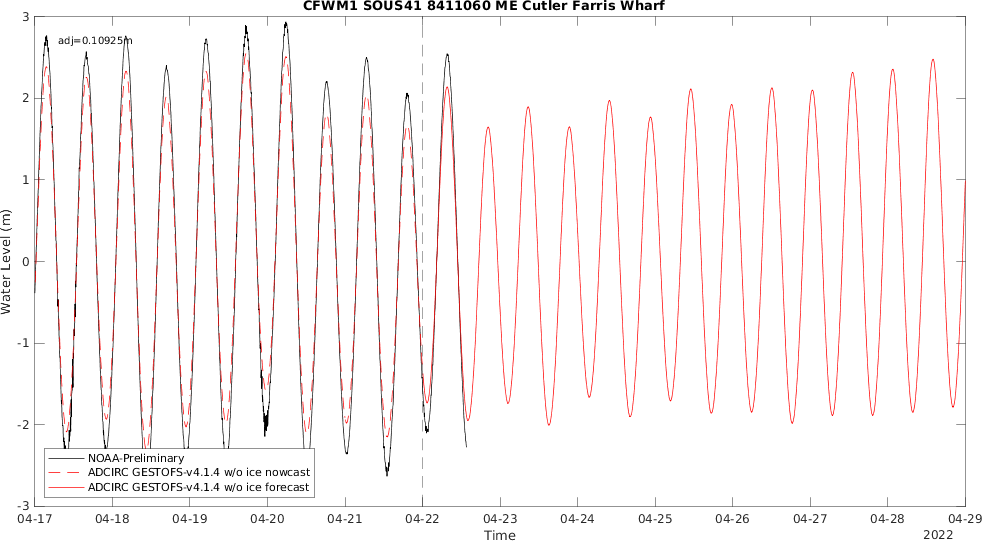 CFWM1 SOUS41 8411060 ME Cutler Farris Wharf
adj=0.10925m
3
2
1
0
-1
-2
-3
Water Level (m)
NOAA-Preliminary
ADCIRC GESTOFS-v4.1.4 w/o ice nowcast
ADCIRC GESTOFS-v4.1.4 w/o ice forecast
04-17 04-18 04-19 04-20 04-21 04-22 04-23 04-24 04-25 04-26 04-27 04-28 04-29
Time
2022